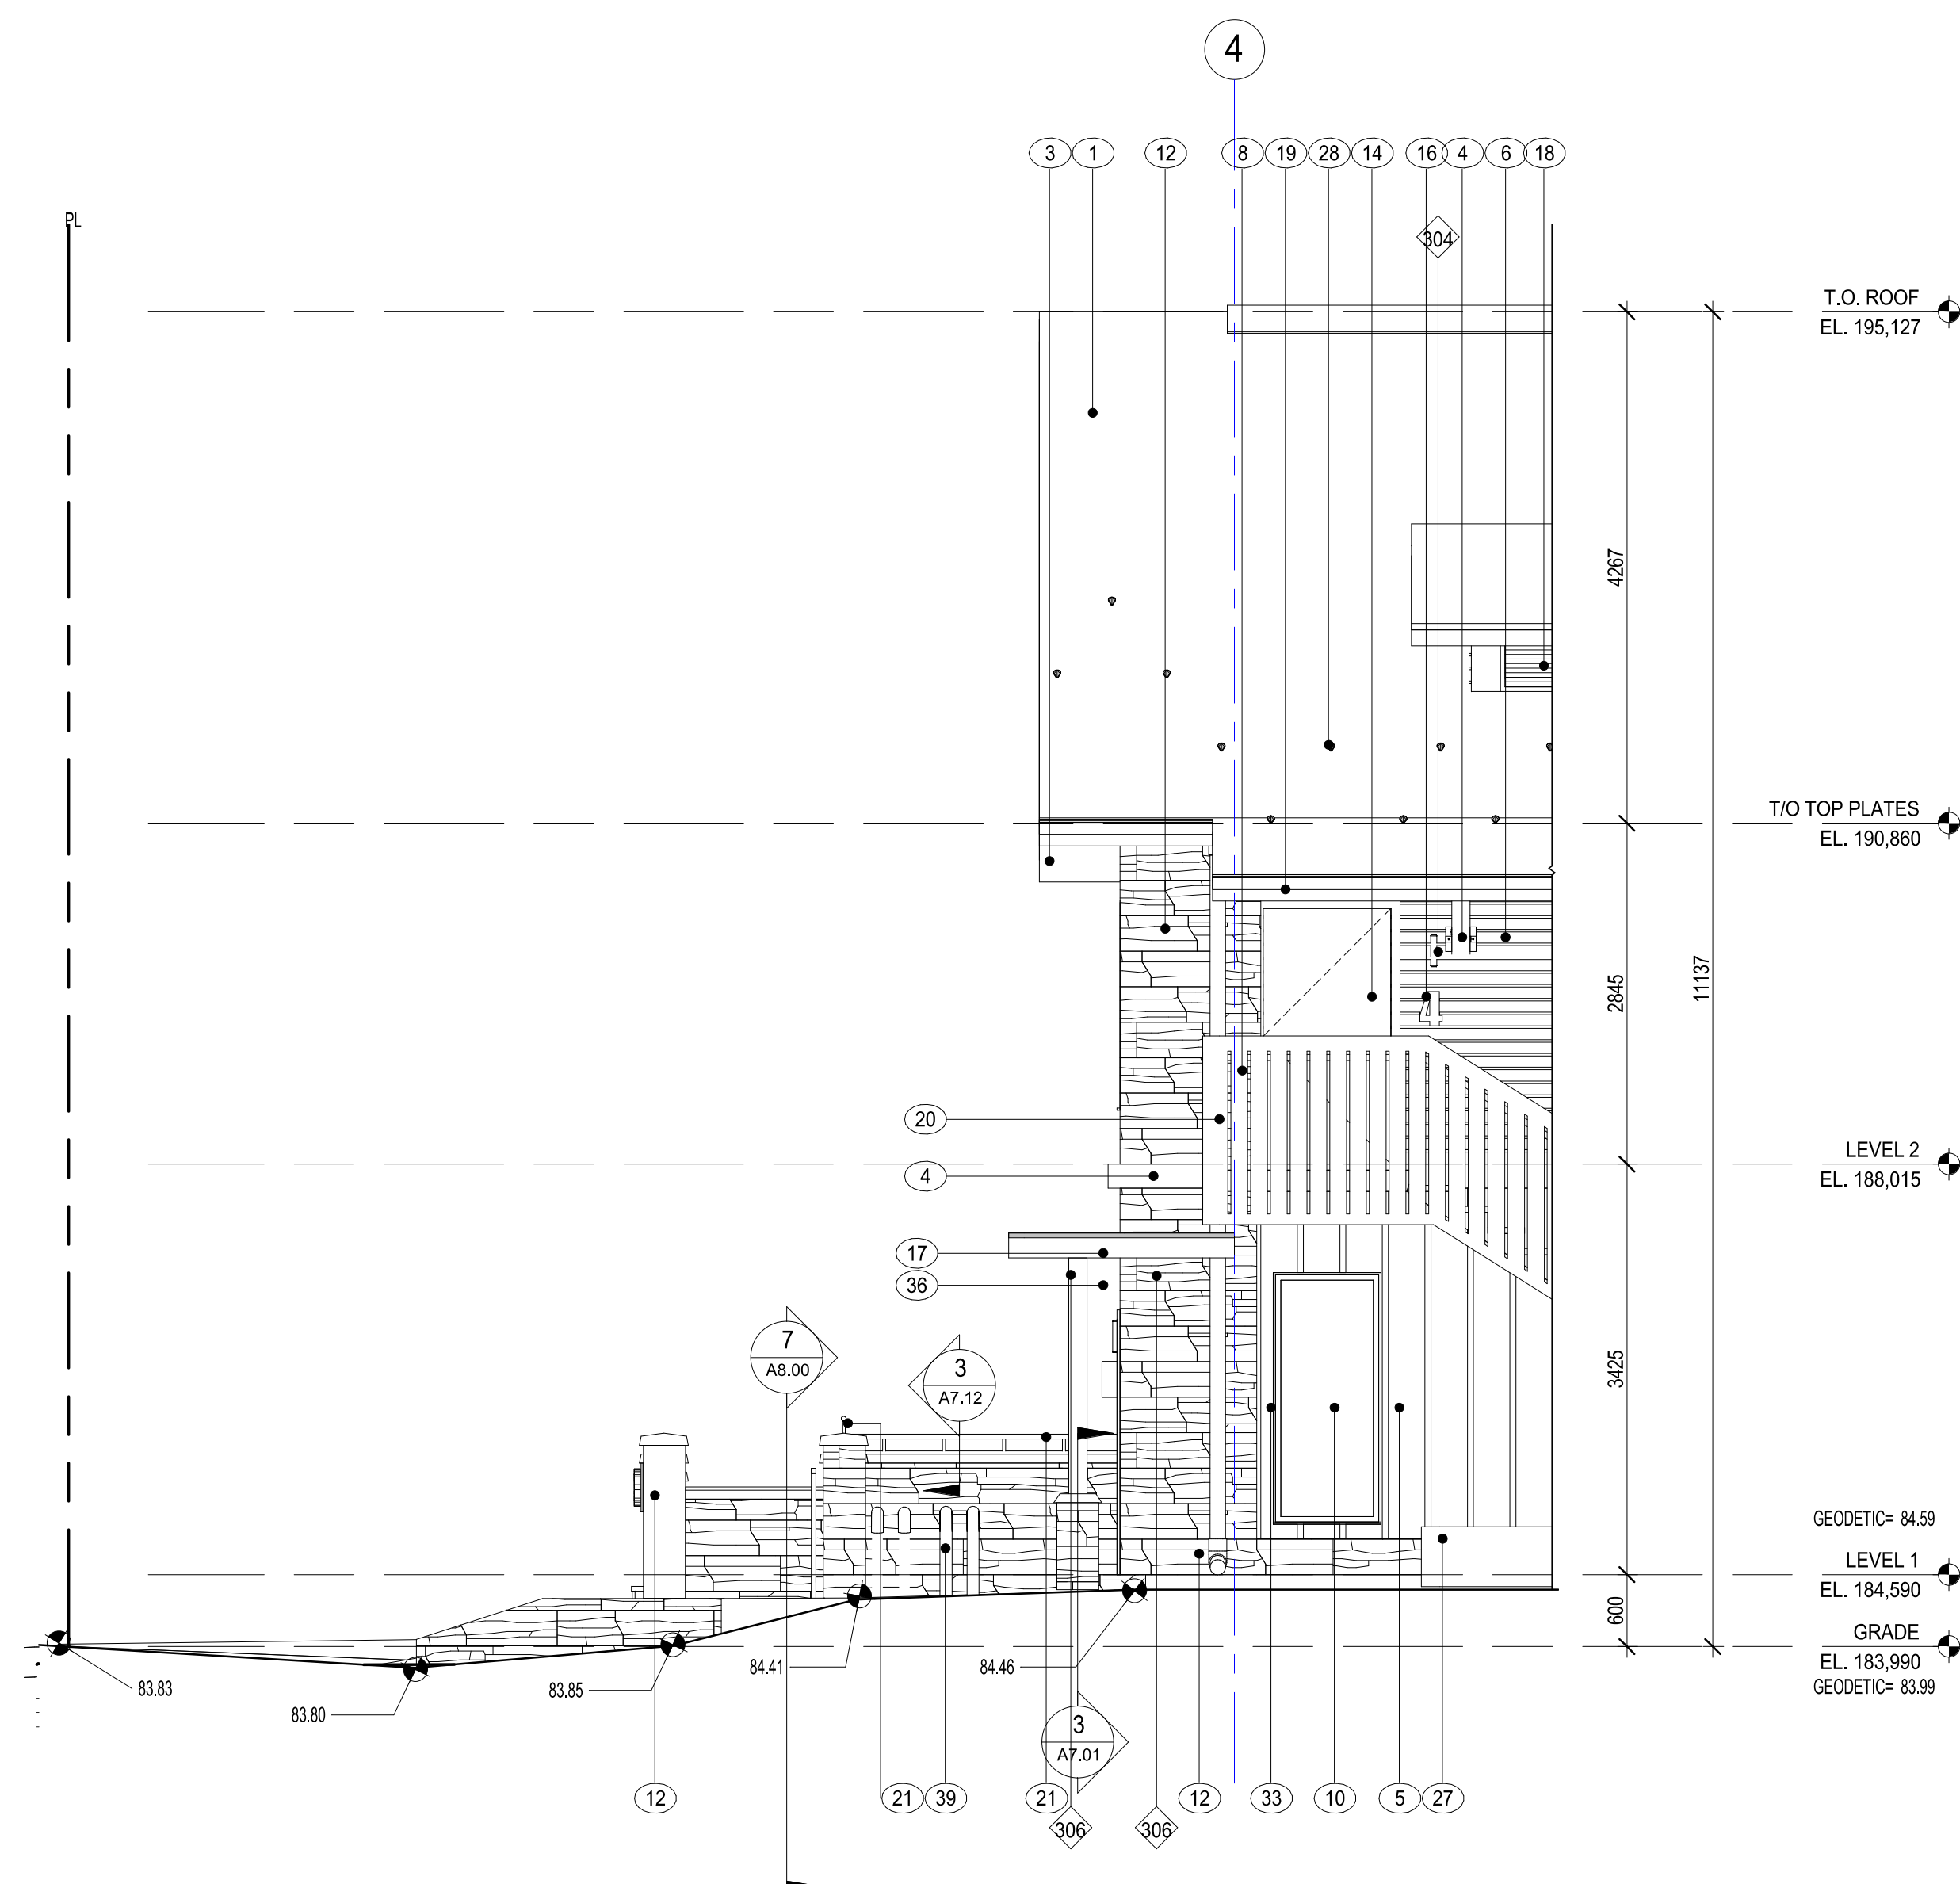 4
3 1 12 8 19 28 14 16 4 6 18
PL
304
T.O. ROOF
EL. 195,127
4267
T/O TOP PLATES
EL. 190,860
2845
11137
4
20
LEVEL 2
EL. 188,015
4
17
36
7
A8.00
3
A7.12
3425
GEODETIC= 84.59
LEVEL 1
EL. 184,590
600
GRADE
EL. 183,990
GEODETIC= 83.99
83.83
83.80
83.85
84.41
84.46
3
A7.01
12 21 39 21 12 33 10 5 27
306 306